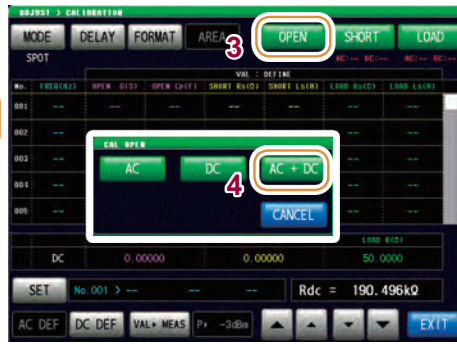 ADJUST > CALIBRATION
MODE DELAY FORMAT AREA 3 OPEN SHORT LOAD
SPOT AC:-- DC:-- AC:-- DC:--
VAL : DEFINE
No. FREQ(HZ) OPEN G(S) OPEN Cp(F) SHORT Rs(Ω) SHORT Ls(H) LOAD Rs(Ω) LOAD Ls(H)
001 -- -- -- -- -- -- --
002 -- --
003 -- --
004 -- --
005 -- --
CAL OPEN
AC DC AC + DC
4
CANCEL
LOAD R(Ω)
DC 0.00000 0.00000 50.0000
SET No.001 > -- -- -- Rdc = 190.496kΩ
AC DEF DC DEF VAL▸ MEAS P▸ -3dBm EXIT